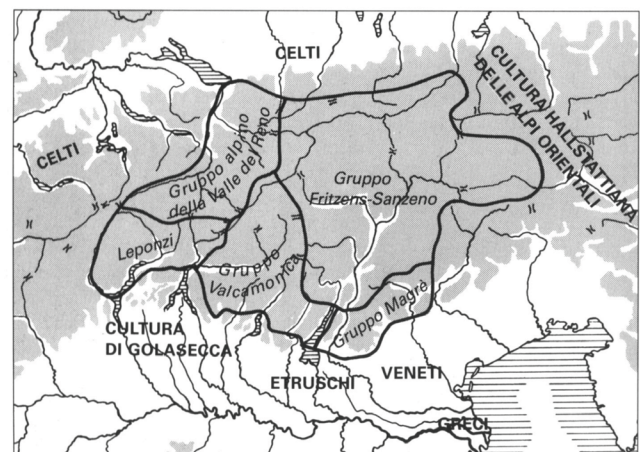 CELTI
CULTURA HALLSTATTIANA
DELLE ALPI ORIENTALI
CELTI
Gruppo alpino
della Valle del Reno
Gruppo
Fritzens-Sanzeno
Leponzi
Gruppo
Valcamonica
Gruppo Magrè
CULTURA
DI GOLASECCA
ETRUSCHI
VENETI
GRECI